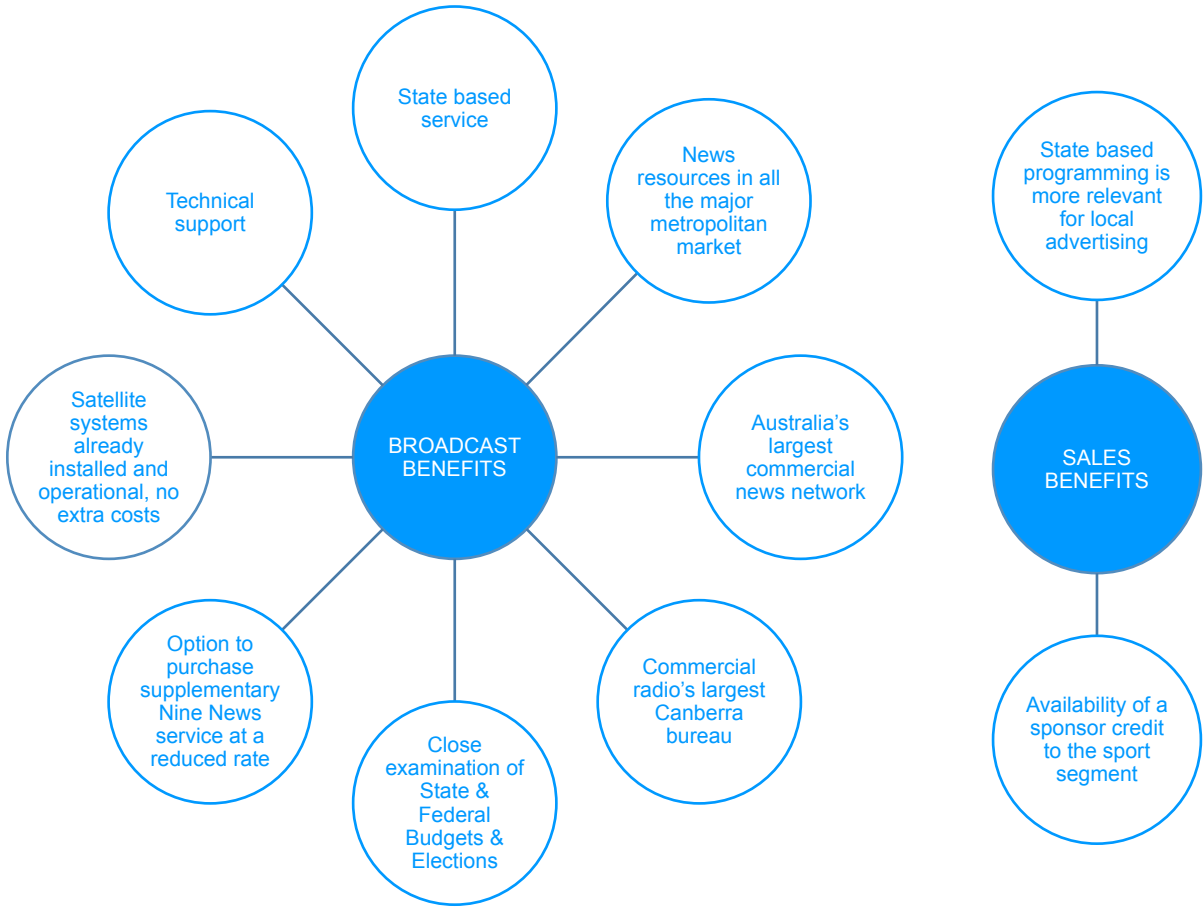 State based
service
News
resources in all
the major
metropolitan
market
Australia’s
largest
commercial
news network
Commercial
radio’s largest
Canberra
bureau
Close
examination of
State &
Federal
Budgets &
Elections
Option to
purchase
supplementary
Nine News
service at a
reduced rate
Satellite
systems
already
installed and
operational, no
extra costs
Technical
support
BROADCAST
BENEFITS
State based
programming is
more relevant
for local
advertising
SALES
BENEFITS
Availability of a
sponsor credit
to the sport
segment